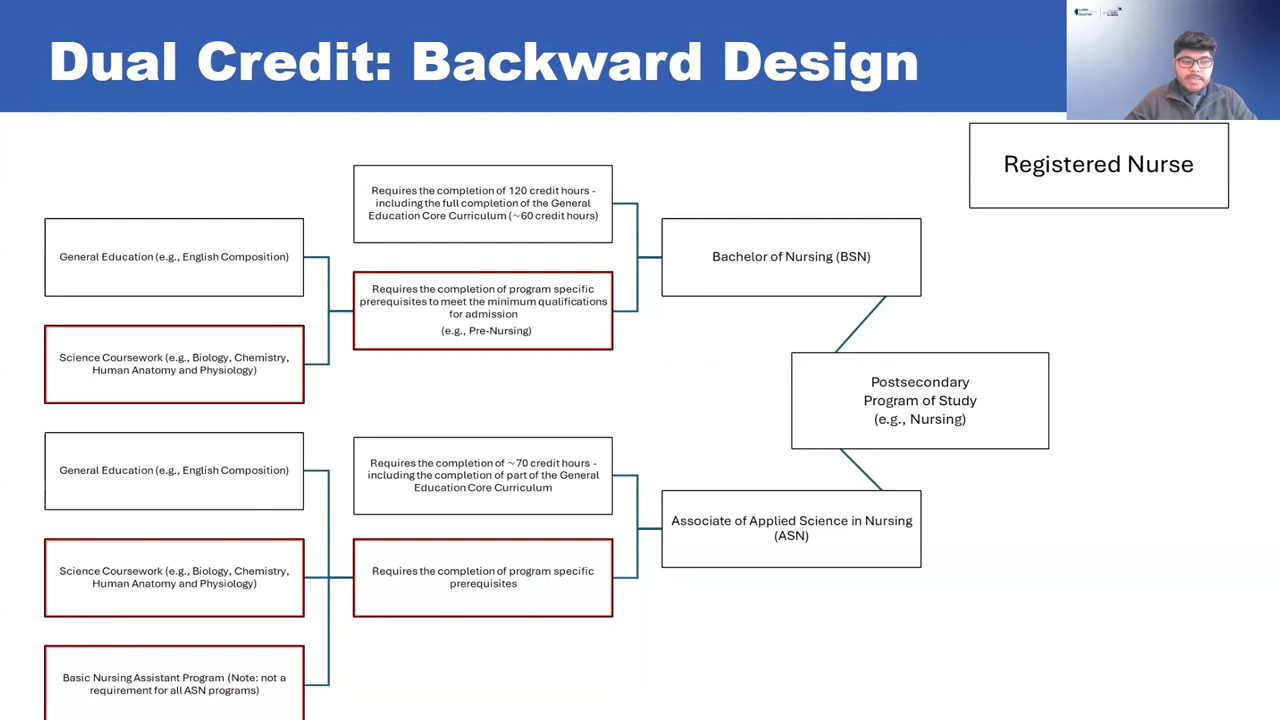 Dual Credit: Backward Design
Registered Nurse
Requires the completion of 120 credit hours -
including the full completion of the General
Education Core Curriculum (~60 credit hours)
General Education (e.g., English Composition)
Bachelor of Nursing (BSN)
Requires the completion of program specific
prerequisites to meet the minimum qualifications
for admission
(e.g., Pre-Nursing)
Science Coursework (e.g., Biology, Chemistry,
Human Anatomy and Physiology)
Postsecondary
Program of Study
(e.g., Nursing)
General Education (e.g., English Composition)
Requires the completion of ~70 credit hours -
including the completion of part of the General
Education Core Curriculum
Associate of Applied Science in Nursing
(ASN)
Science Coursework (e.g., Biology, Chemistry,
Human Anatomy and Physiology)
Requires the completion of program specific
prerequisites
Basic Nursing Assistant Program (Note: not a
requirement for all ASN programs)